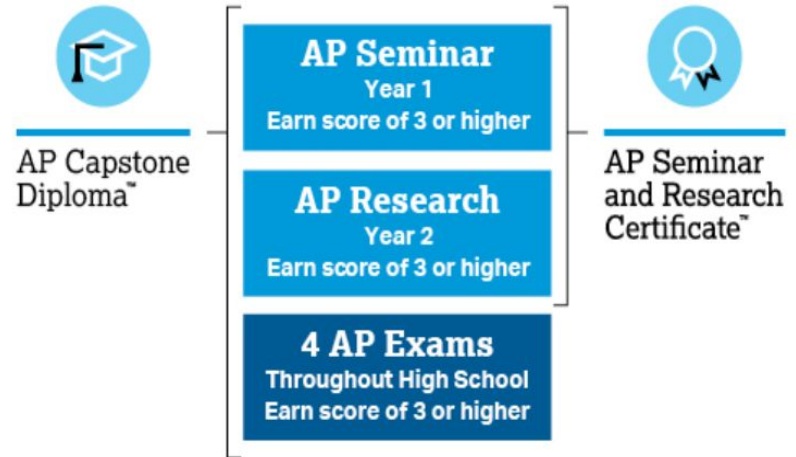 AP Capstone
Diploma™
AP Seminar
Year 1
Earn score of 3 or higher
AP Research
Year 2
Earn score of 3 or higher
4 AP Exams
Throughout High School
Earn score of 3 or higher
AP Seminar
and Research
Certificate™